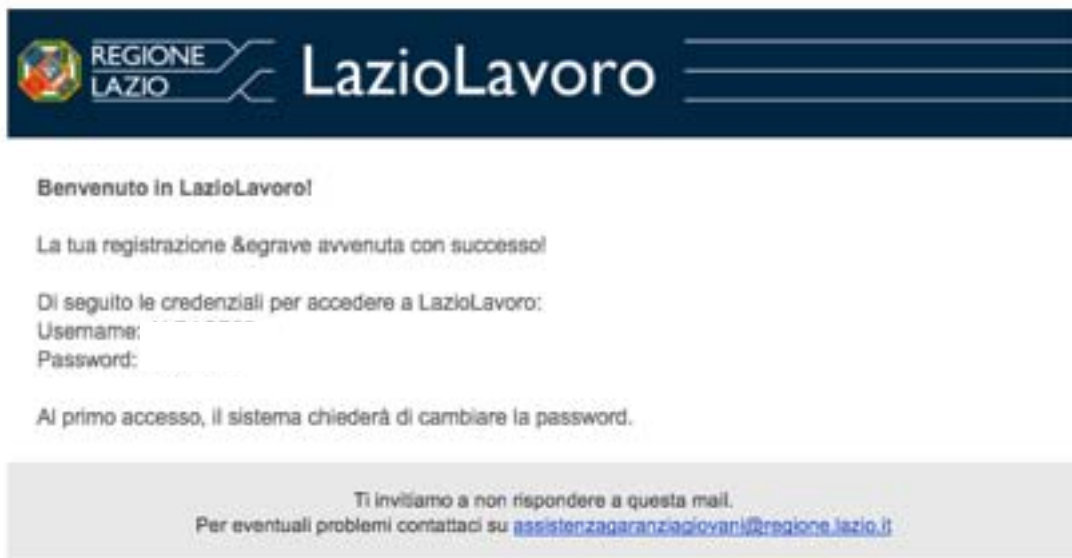 REGIONE
LAZIO
LazioLavoro
Benvenuto in LazioLavoro!
La tua registrazione &egrave avvenuta con successo!
Di seguito le credenziali per accedere a LazioLavoro:
Username:
Password:
Al primo accesso, il sistema chiederà di cambiare la password.
Ti invitiamo a non rispondere a questa mail.
Per eventuali problemi contattaci su assistenzagaranziagiovani@regione.lazio.it